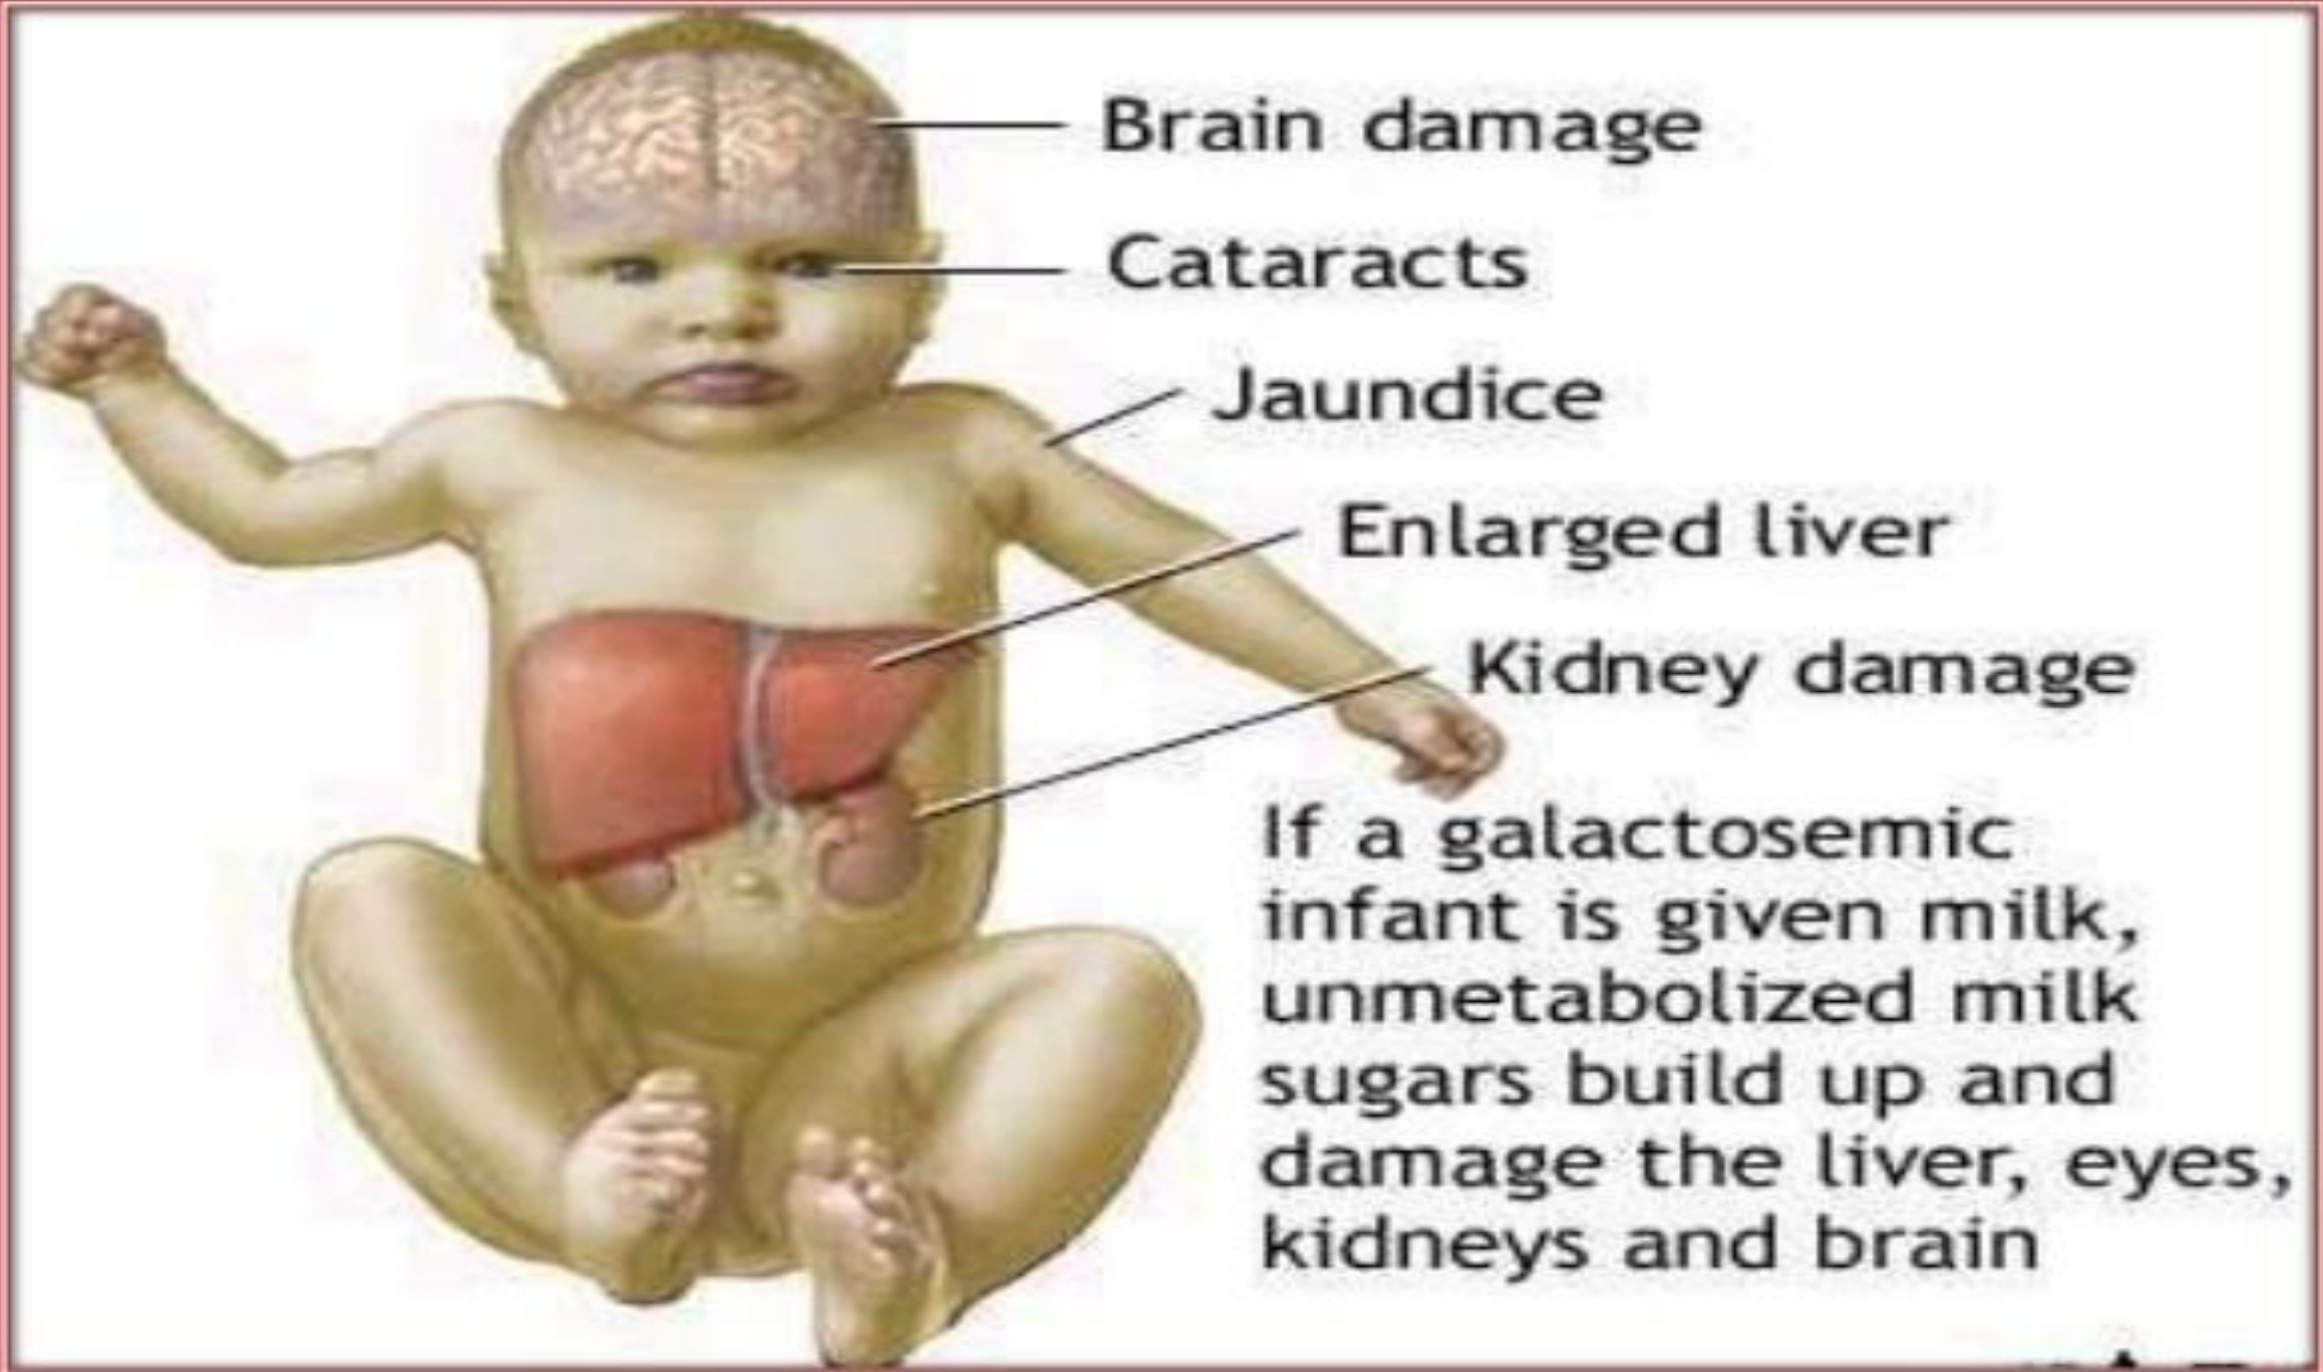 Brain damage
Cataracts
Jaundice
Enlarged liver
Kidney damage
If a galactosemic
infant is given milk,
unmetabolized milk
sugars build up and
damage the liver, eyes,
kidneys and brain